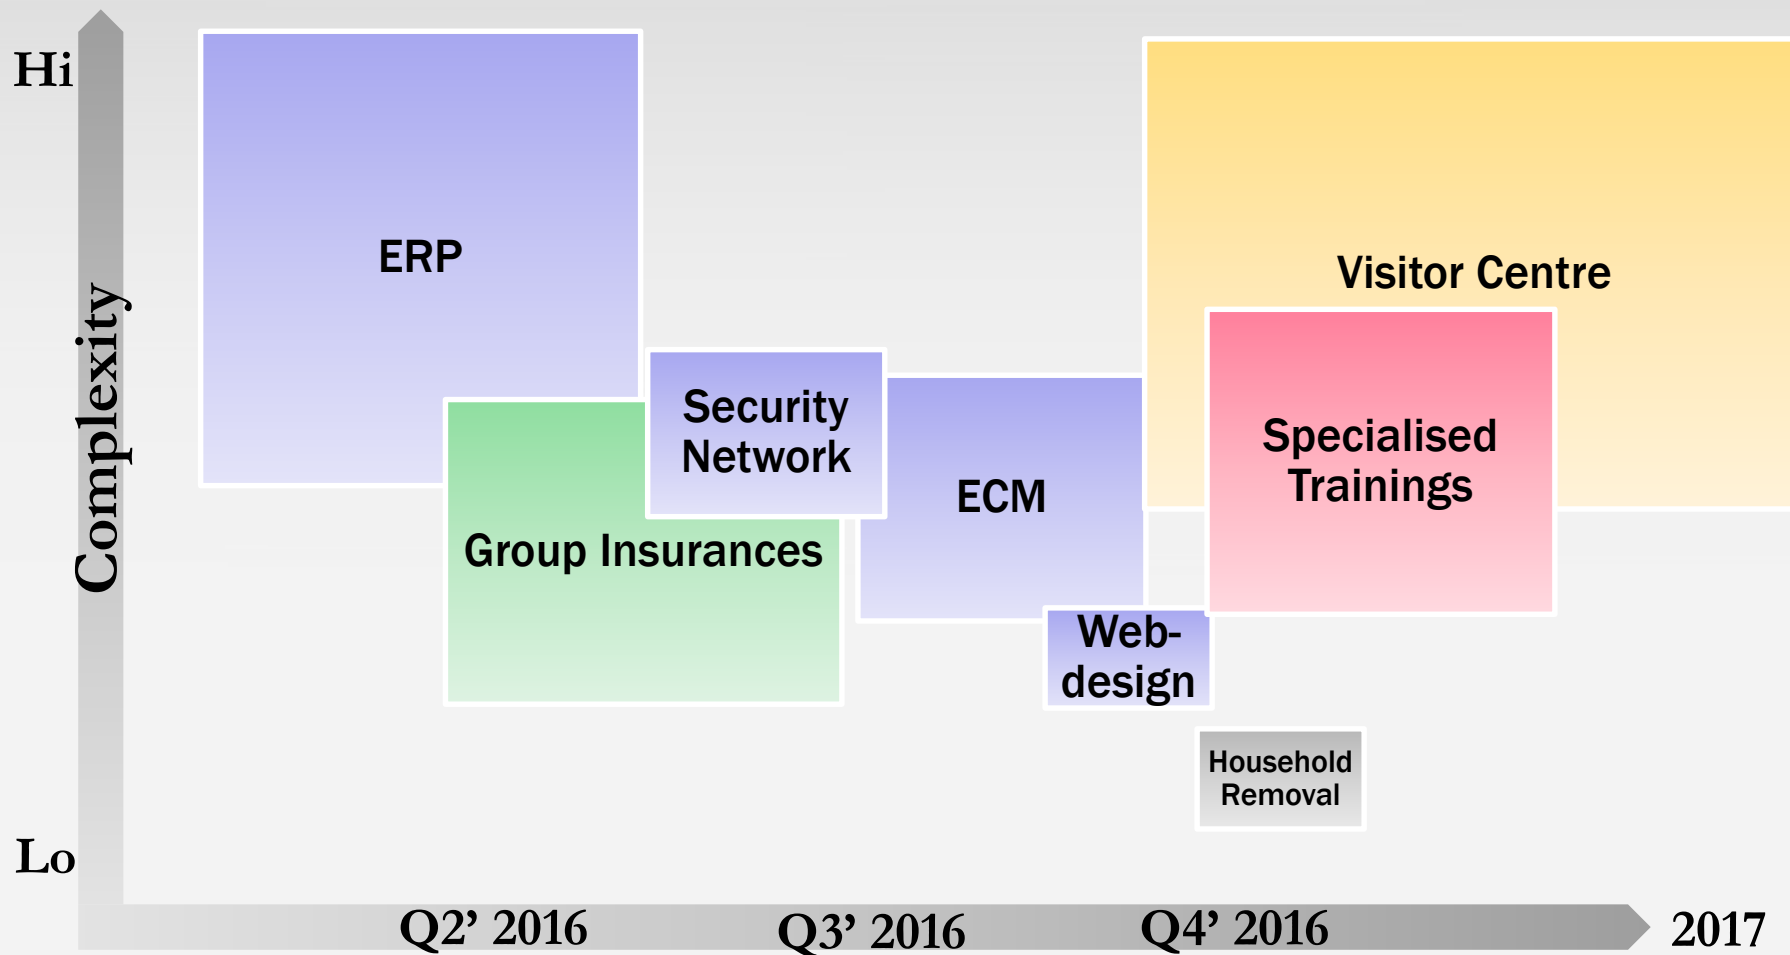 Hi
Complexity
Lo
ERP
Visitor Centre
Security
Network
Specialised
Trainings
ECM
Group Insurances
Web-
design
Household
Removal
Q2’ 2016
Q3’ 2016
Q4’ 2016
2017